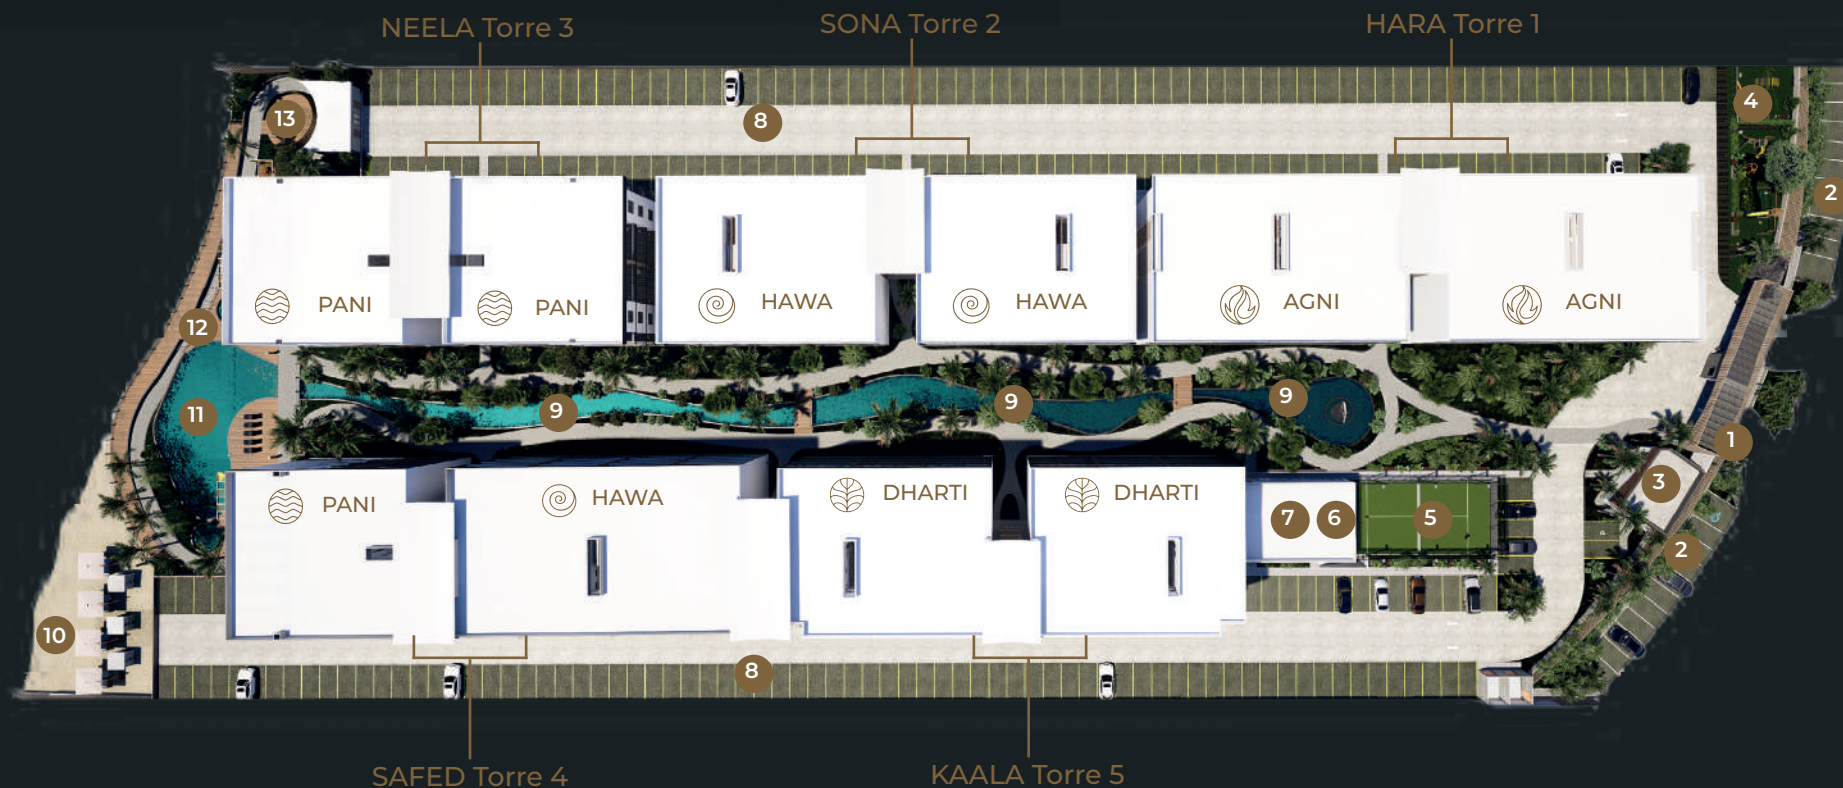 NEELA Torre 3
SONA Torre 2
HARA Torre 1
13
8
4
2
PANI
PANI
HAWA
HAWA
AGNI
AGNI
12
11
9
9
9
1
3
PANI
HAWA
DHARTI
DHARTI
7
6
5
2
10
8
SAFED Torre 4
KAALA Torre 5